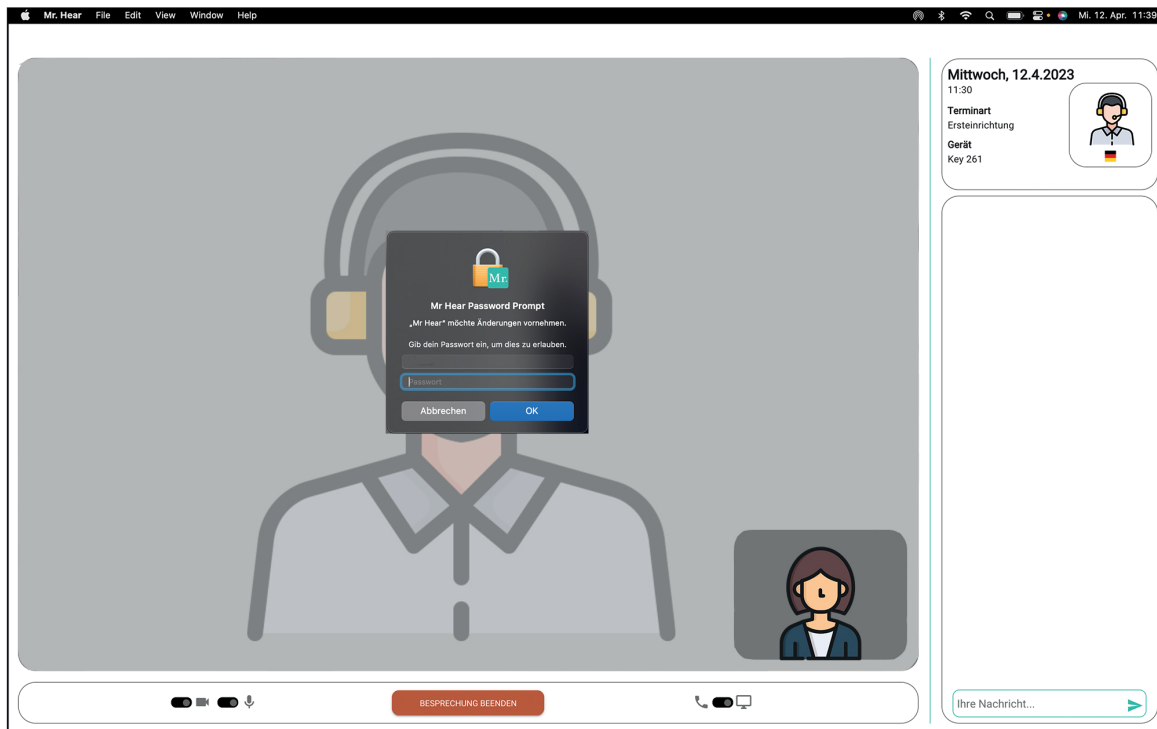 Mr. Hear File Edit View Window Help
Mi. 12. Apr. 11:39
Mr.
Mr Hear Password Prompt
„Mr Hear“ möchte Änderungen vornehmen.
Gib dein Passwort ein, um dies zu erlauben.
Passwort
Abbrechen OK
BESPRECHUNG BEENDEN
Mittwoch, 12.4.2023
11:30
Terminart
Ersteinrichtung
Gerät
Key 261
Ihre Nachricht...